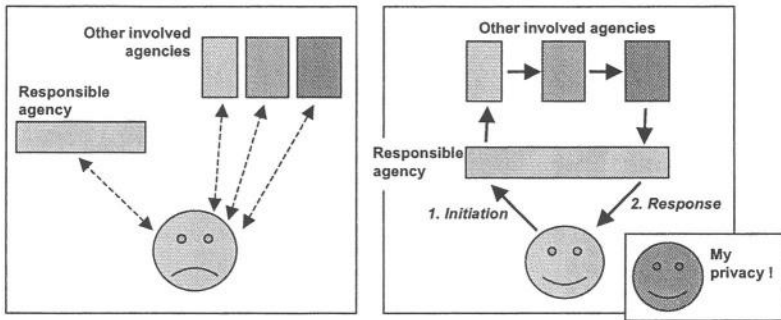 Other involved
agencies
Responsible
agency
Other involved agencies
Responsible
agency
1. Initiation
2. Response
My
privacy !